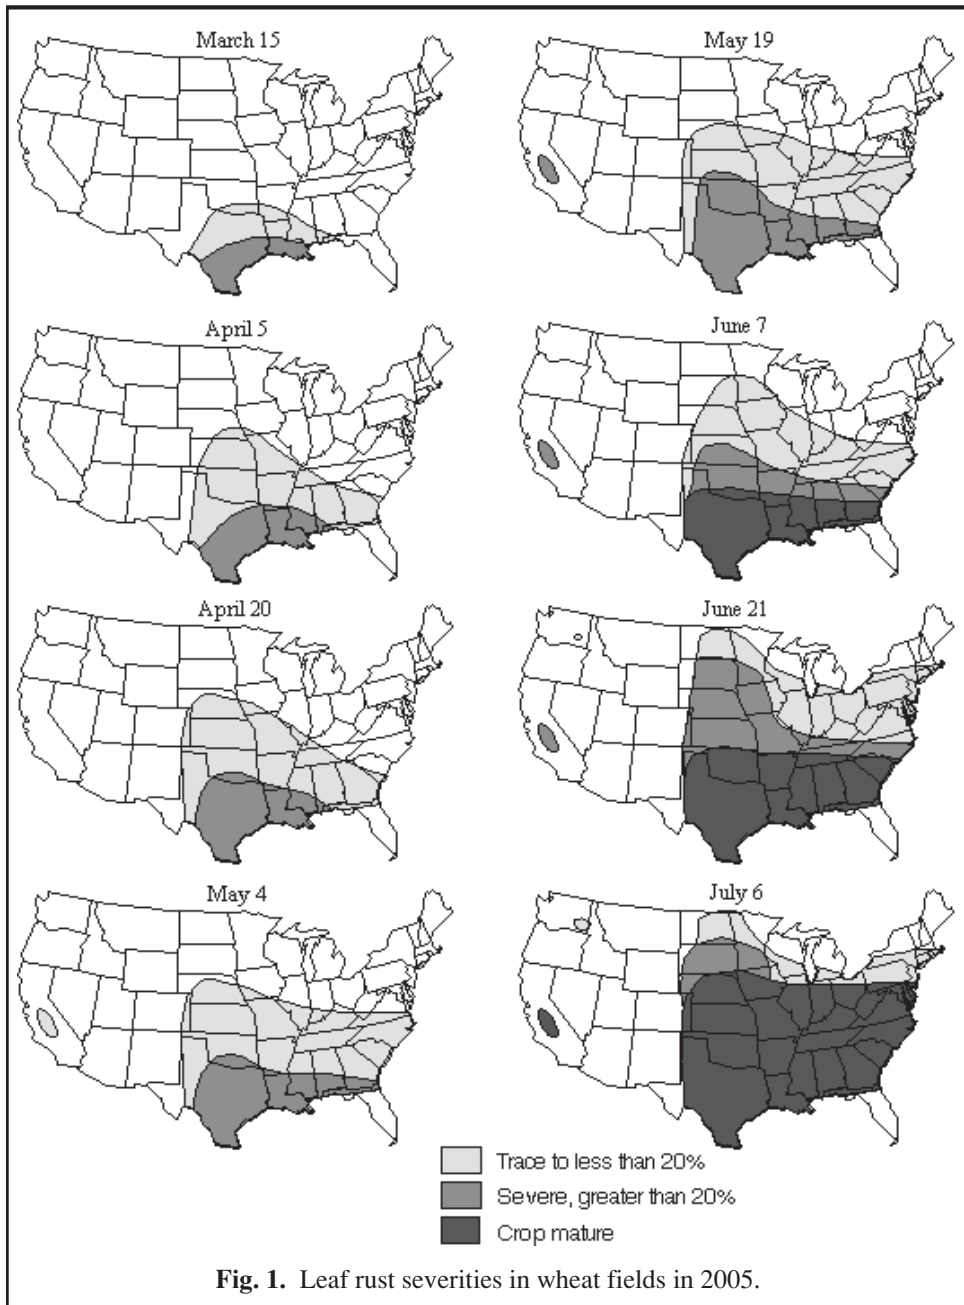 March 15
May 19
April 5
June 7
April 20
June 21
May 4
July 6
Trace to less than 20%
Severe, greater than 20%
Crop mature
Fig. 1. Leaf rust severities in wheat fields in 2005.